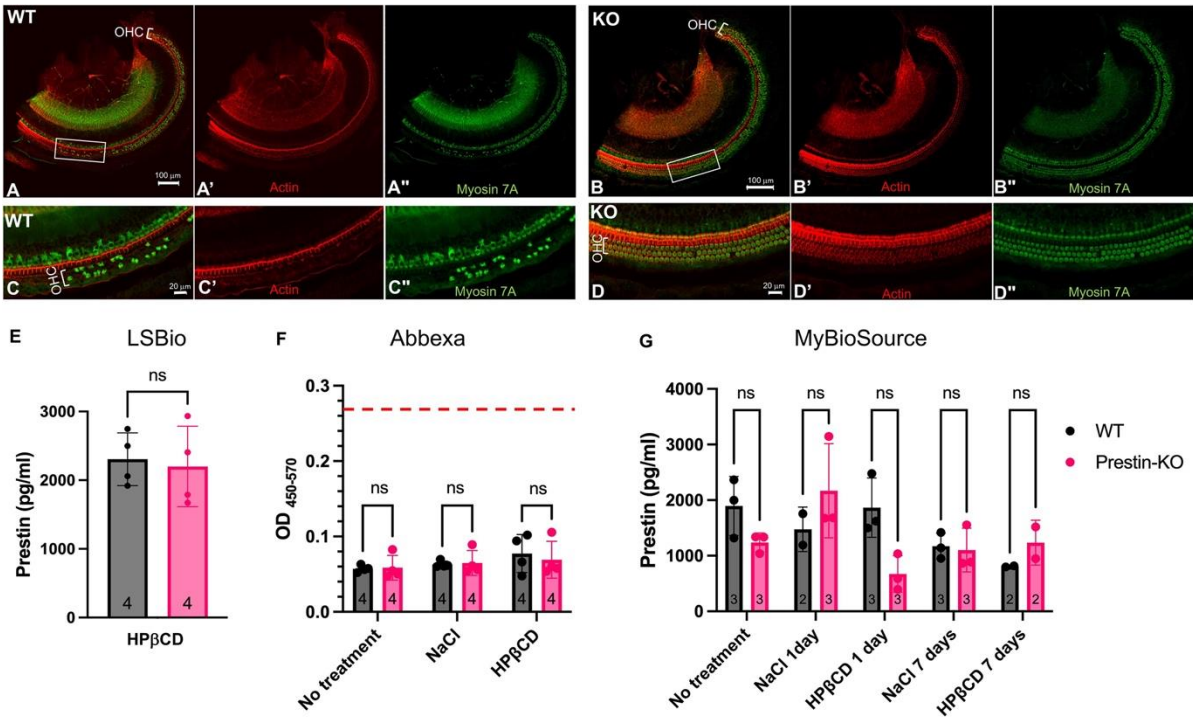 WT
OHC
100 µm
A
A'
Actin
A"
Myosin 7A
KO
OHC
100 µm
B
B'
Actin
B"
Myosin 7A
WT
OHC
20 µm
C
C'
Actin
C"
Myosin 7A
KO
OHC
20 µm
D
D'
Actin
D"
Myosin 7A
E
LSBio
ns
Prestin (pg/ml)
3000
2000
1000
0
4
4
HPβCD
F
Abbexa
OD 450-570
0.3
0.2
0.1
0.0
ns
ns
ns
4
4
4
4
4
4
No treatment
NaCl
HPβCD
G
MyBioSource
Prestin (pg/ml)
4000
3000
2000
1000
0
ns
ns
ns
ns
ns
3
3
2
3
3
3
3
3
2
2
No treatment
NaCl 1day
HPβCD 1 day
NaCl 7 days
HPβCD 7 days
WT
Prestin-KO